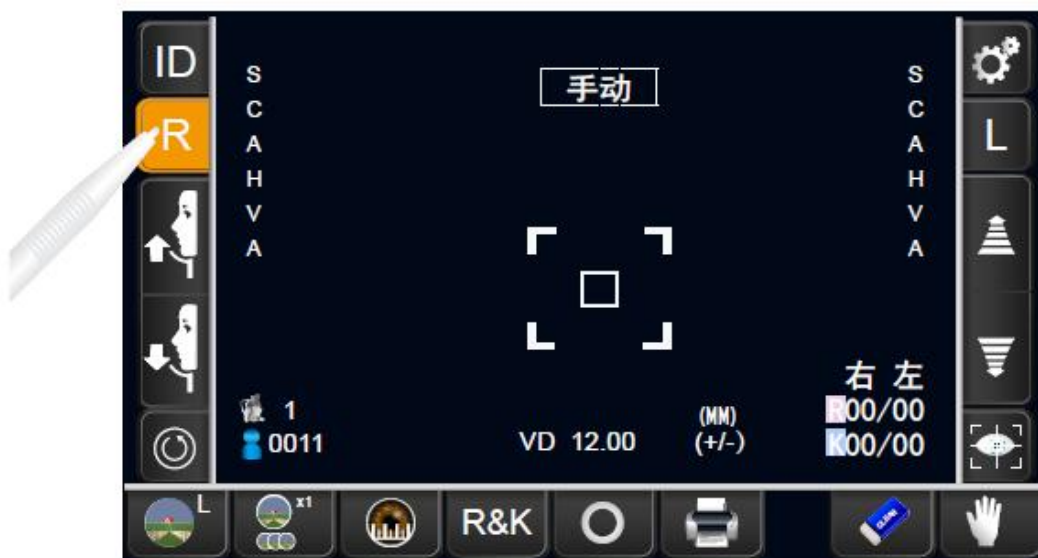 ID
R
S
C
A
H
V
A
手动
S
C
A
H
V
A
L
1
0011
VD 12.00
(MM)
(+/-)
右 左
R00/00
K00/00
L
x1
R&K